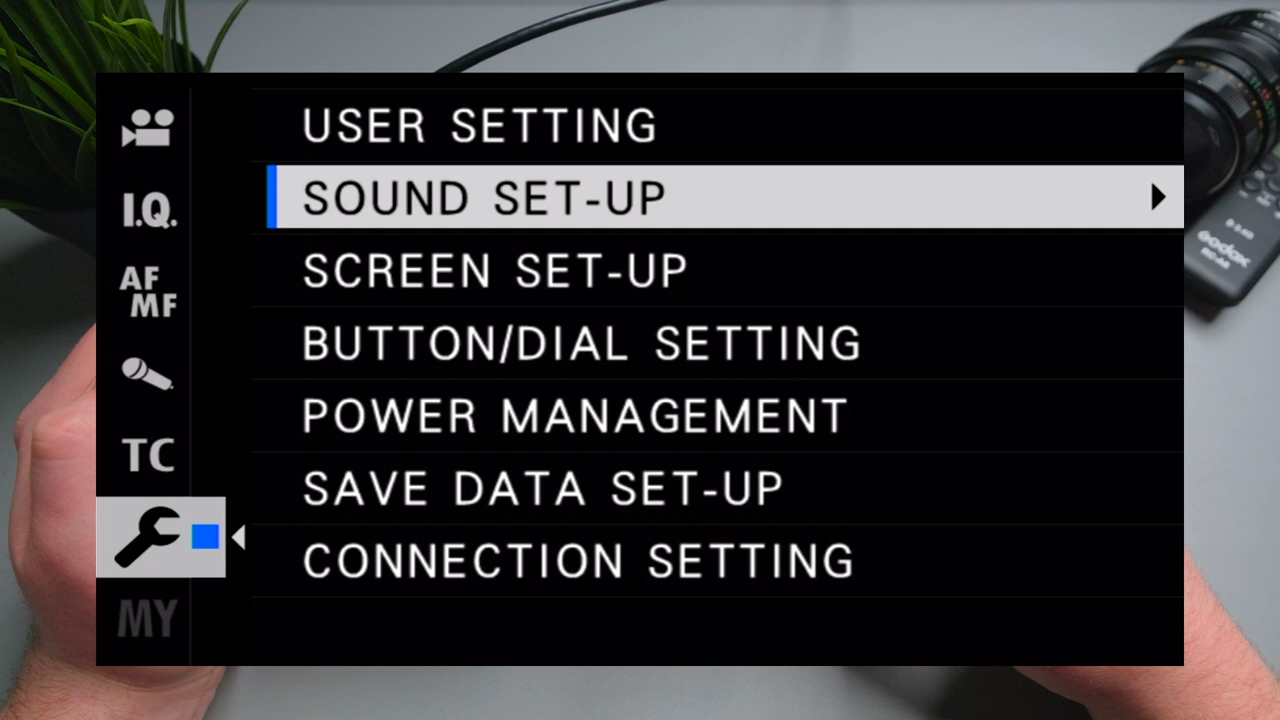 I.Q.
AF
MF
TC
MY
USER SETTING
SOUND SET-UP
SCREEN SET-UP
BUTTON/DIAL SETTING
POWER MANAGEMENT
SAVE DATA SET-UP
CONNECTION SETTING
Godox